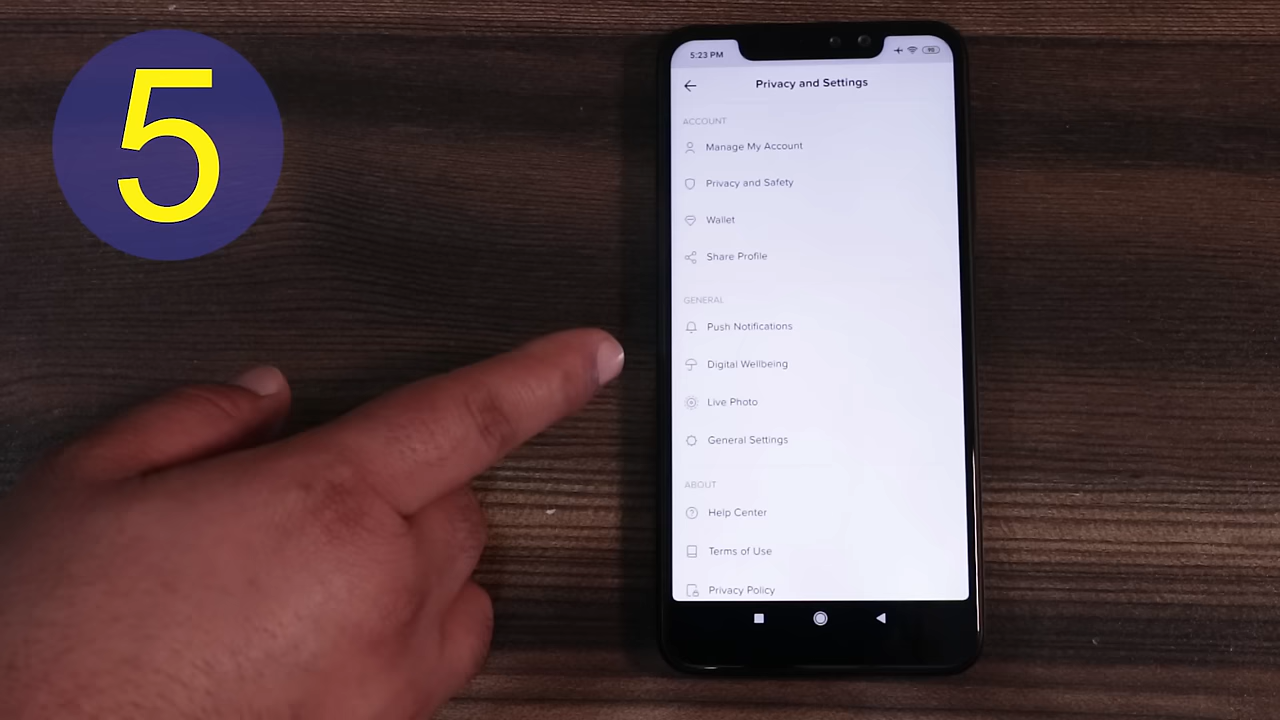 5
5:23 PM
95
Privacy and Settings
ACCOUNT
Manage My Account
Privacy and Safety
Wallet
Share Profile
GENERAL
Push Notifications
Digital Wellbeing
Live Photo
General Settings
ABOUT
Help Center
Terms of Use
Privacy Policy